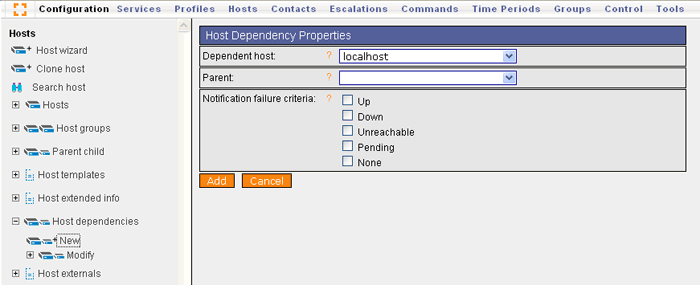 Configuration Services Profiles Hosts Contacts Escalations Commands Time Periods Groups Control Tools
Hosts
Host wizard
Clone host
Search host
Hosts
Host groups
Parent child
Host templates
Host extended info
Host dependencies
New
Modify
Host externals
Host Dependency Properties
Dependent host: ? localhost
Parent: ?
Notification failure criteria: ? Up
Down
Unreachable
Pending
None
Add Cancel